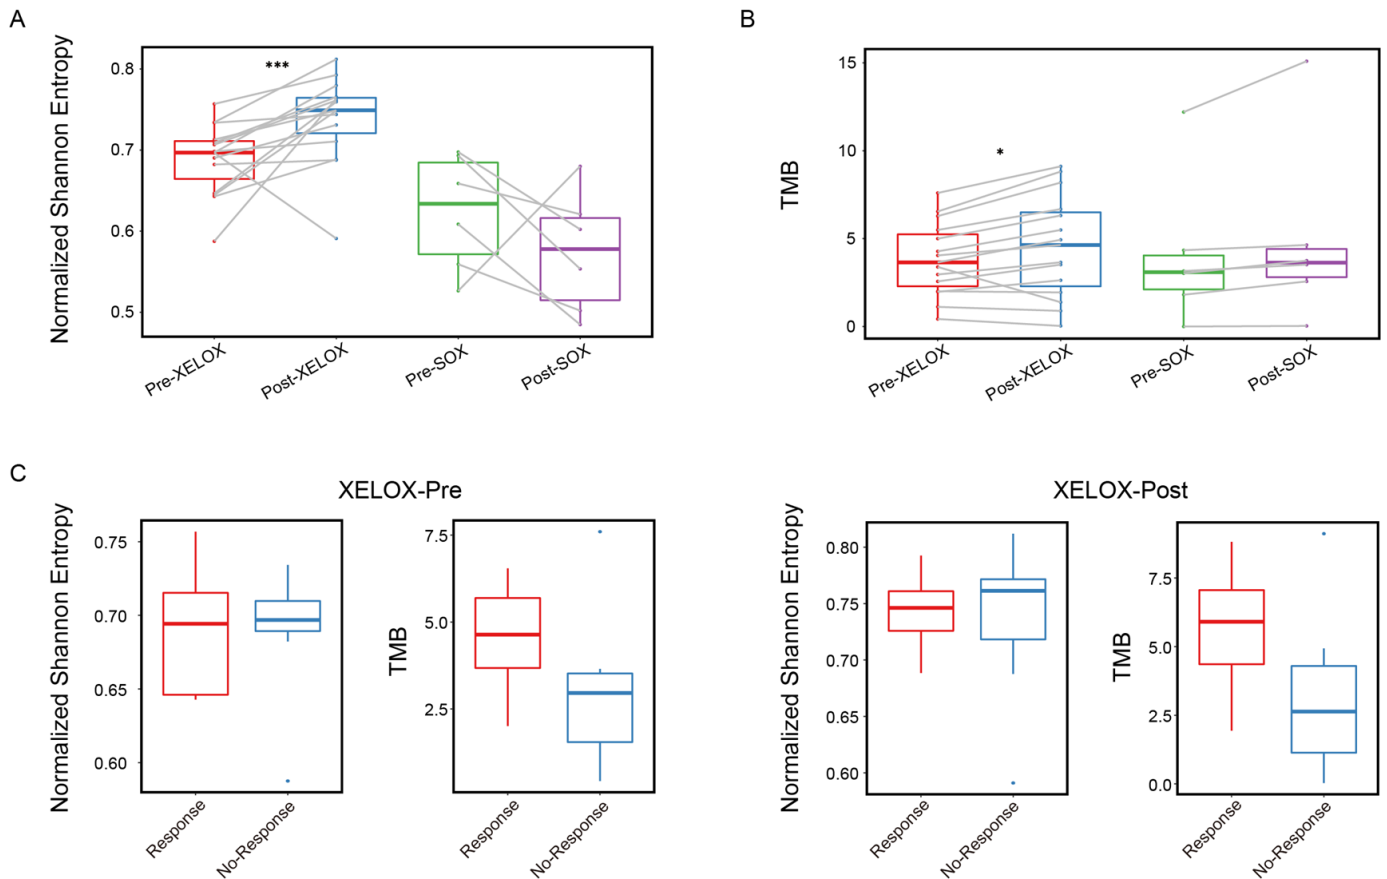 A
Normalized Shannon Entropy
0.8
0.7
0.6
0.5
***
Pre-XELOX
Post-XELOX
Pre-SOX
Post-SOX
B
TMB
15
10
5
0
*
Pre-XELOX
Post-XELOX
Pre-SOX
Post-SOX
C
XELOX-Pre
Normalized Shannon Entropy
0.75
0.70
0.65
0.60
Response
No-Response
TMB
7.5
5.0
2.5
Response
No-Response
XELOX-Post
Normalized Shannon Entropy
0.80
0.75
0.70
0.65
0.60
Response
No-Response
TMB
7.5
5.0
2.5
0.0
Response
No-Response